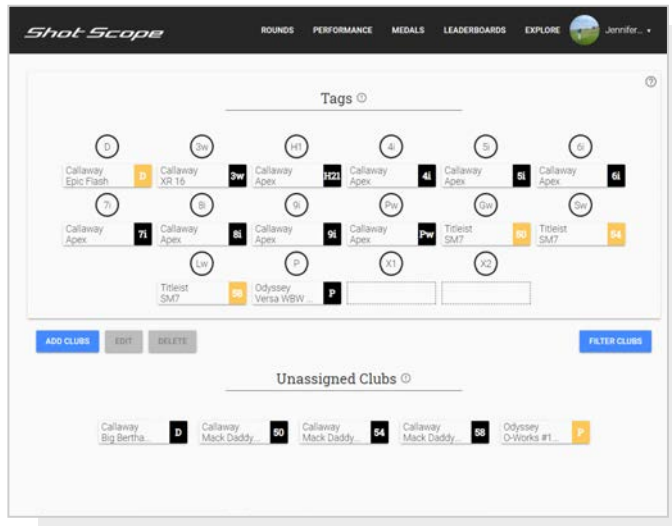 Shot Scope
ROUNDS PERFORMANCE MEDALS LEADERBOARDS EXPLORE Jennifer... ▾
?
Tags
D 3w H1 4i 5i 6i
Callaway Epic Flash D
Callaway XR 16 3w
Callaway Apex H21
Callaway Apex 4i
Callaway Apex 5i
Callaway Apex 6i
7i 8i 9i Pw Gw Sw
Callaway Apex 7i
Callaway Apex 8i
Callaway Apex 9i
Callaway Apex Pw
Titleist SM7 50
Titleist SM7 54
Lw P X1 X2
Titleist SM7 58
Odyssey Versa WBW ... P
ADD CLUBS EDIT DELETE FILTER CLUBS
Unassigned Clubs
Callaway Big Bertha... D
Callaway Mack Daddy... 50
Callaway Mack Daddy... 54
Callaway Mack Daddy... 58
Odyssey O-Works #1... P